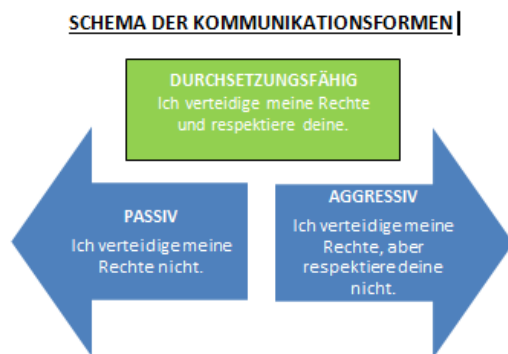 SCHEMA DER KOMMUNIKATIONSFORMEN
DURCHSETZUNGSFÄHIG
Ich verteidige meine Rechte
und respektiere deine.
PASSIV
Ich verteidige meine
Rechte nicht.
AGGRESSIV
Ich verteidige meine
Rechte, aber
respektiere deine
nicht.